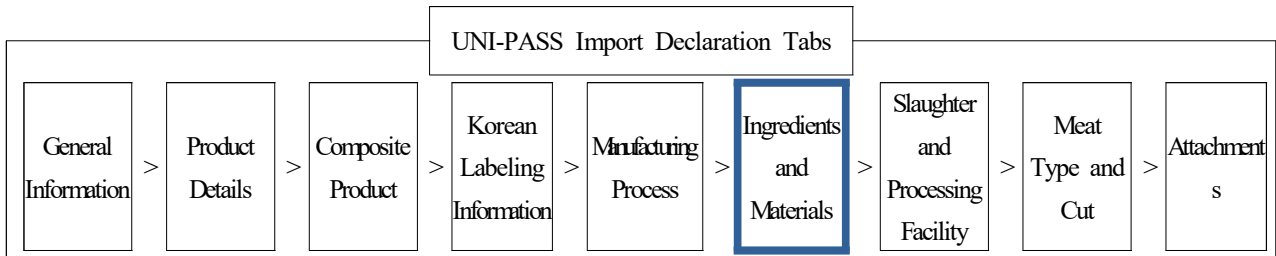 UNI-PASS Import Declaration Tabs
General
Information
>
Product
Details
>
Composite
Product
>
Korean
Labeling
Information
>
Manufacturing
Process
>
Ingredients
and
Materials
>
Slaughter
and
Processing
Facility
>
Meat
Type and
Cut
>
Attachment
s